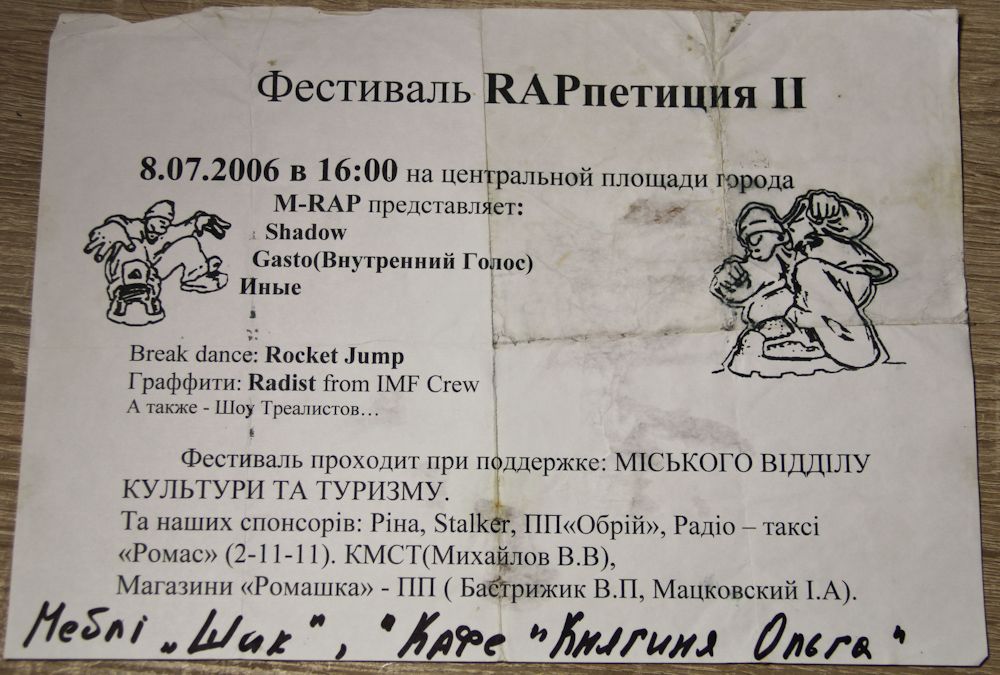 Фестиваль RAPпетиция II
8.07.2006 в 16:00 на центральной площади города
M-RAP представляет:
Shadow
Gasto(Внутренний Голос)
Иные
Break dance: Rocket Jump
Граффити: Radist from IMF Crew
А также - Шоу Треалистов…
Фестиваль проходит при поддержке: МІСЬКОГО ВІДДІЛУ
КУЛЬТУРИ ТА ТУРИЗМУ.
Та наших спонсорів: Ріна, Stalker, ПП«Обрій», Радіо – таксі
«Ромас» (2-11-11). КМСТ(Михайлов В.В),
Магазини «Ромашка» - ПП ( Бастрижик В.П, Мацковский І.А).
Меблі „Шик", "Кафе "Княгиня Ольга"